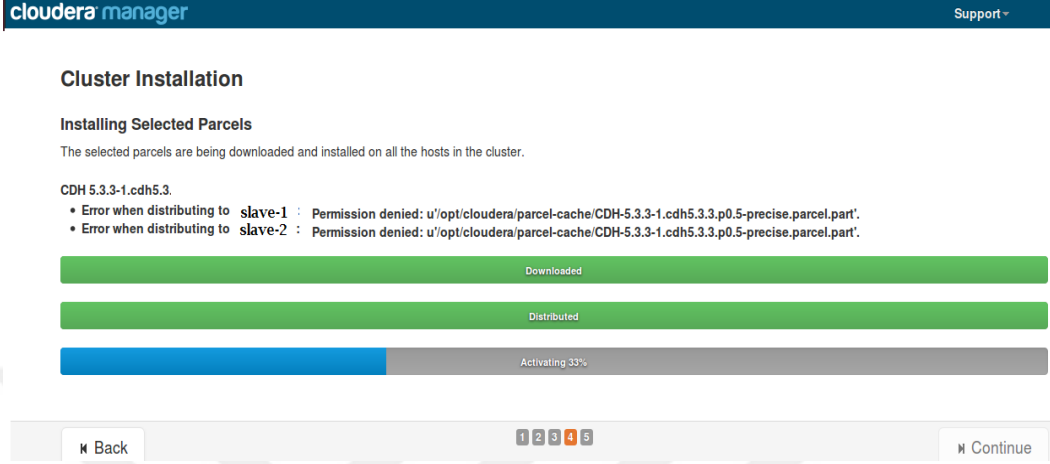 cloudera manager
Support
Cluster Installation
Installing Selected Parcels
The selected parcels are being downloaded and installed on all the hosts in the cluster.
CDH 5.3.3-1.cdh5.3.
• Error when distributing to slave-1 : Permission denied: u'/opt/cloudera/parcel-cache/CDH-5.3.3-1.cdh5.3.3.p0.5-precise.parcel.part'.
• Error when distributing to slave-2 : Permission denied: u'/opt/cloudera/parcel-cache/CDH-5.3.3-1.cdh5.3.3.p0.5-precise.parcel.part'.
Downloaded
Distributed
Activating 33%
Back
1 2 3 4 5
Continue